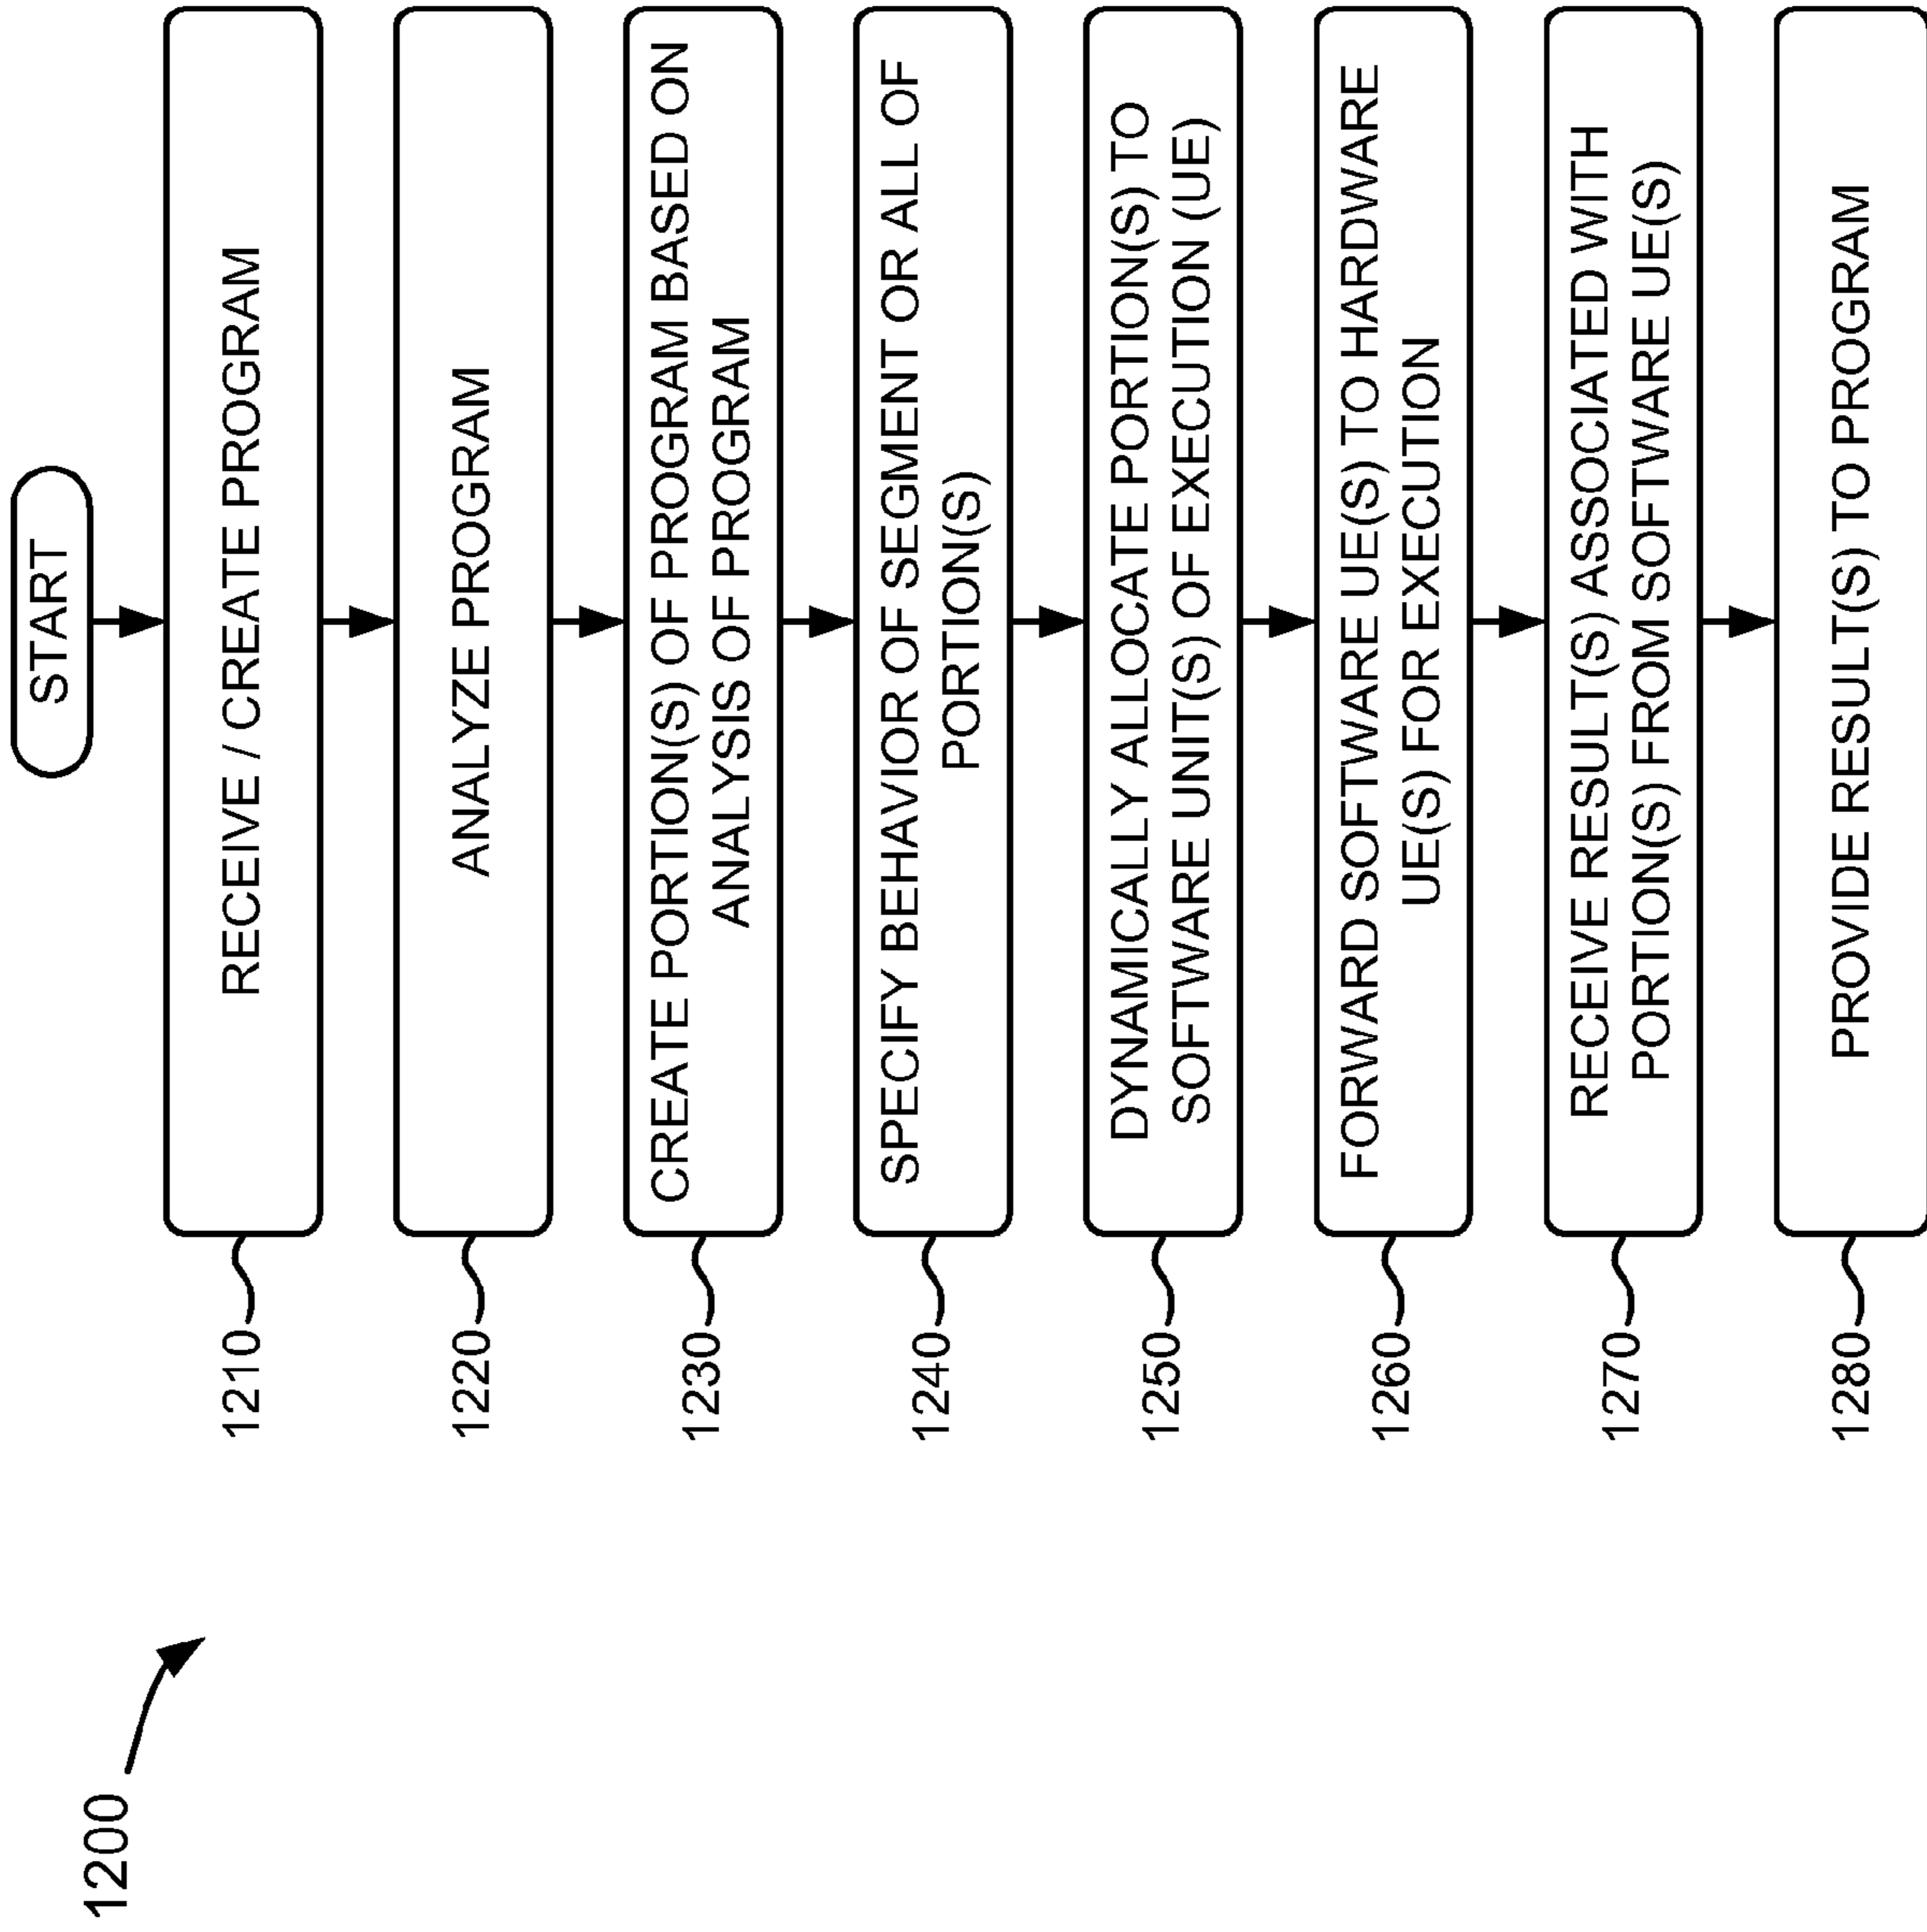 1200
START
1210
RECEIVE / CREATE PROGRAM
1220
ANALYZE PROGRAM
1230
CREATE PORTION(S) OF PROGRAM BASED ON
ANALYSIS OF PROGRAM
1240
SPECIFY BEHAVIOR OF SEGMENT OR ALL OF
PORTION(S)
1250
DYNAMICALLY ALLOCATE PORTION(S) TO
SOFTWARE UNIT(S) OF EXECUTION (UE)
1260
FORWARD SOFTWARE UE(S) TO HARDWARE
UE(S) FOR EXECUTION
1270
RECEIVE RESULT(S) ASSOCIATED WITH
PORTION(S) FROM SOFTWARE UE(S)
1280
PROVIDE RESULT(S) TO PROGRAM